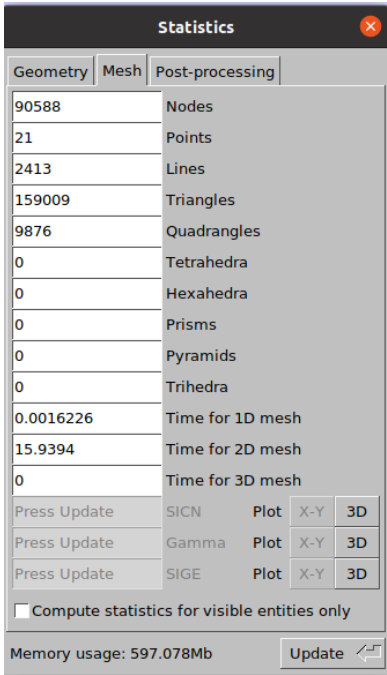 Statistics
Geometry Mesh Post-processing
90588 Nodes
21 Points
2413 Lines
159009 Triangles
9876 Quadrangles
0 Tetrahedra
0 Hexahedra
0 Prisms
0 Pyramids
0 Trihedra
0.0016226 Time for 1D mesh
15.9394 Time for 2D mesh
0 Time for 3D mesh
Press Update SICN Plot X-Y 3D
Press Update Gamma Plot X-Y 3D
Press Update SIGE Plot X-Y 3D
Compute statistics for visible entities only
Memory usage: 597.078Mb Update